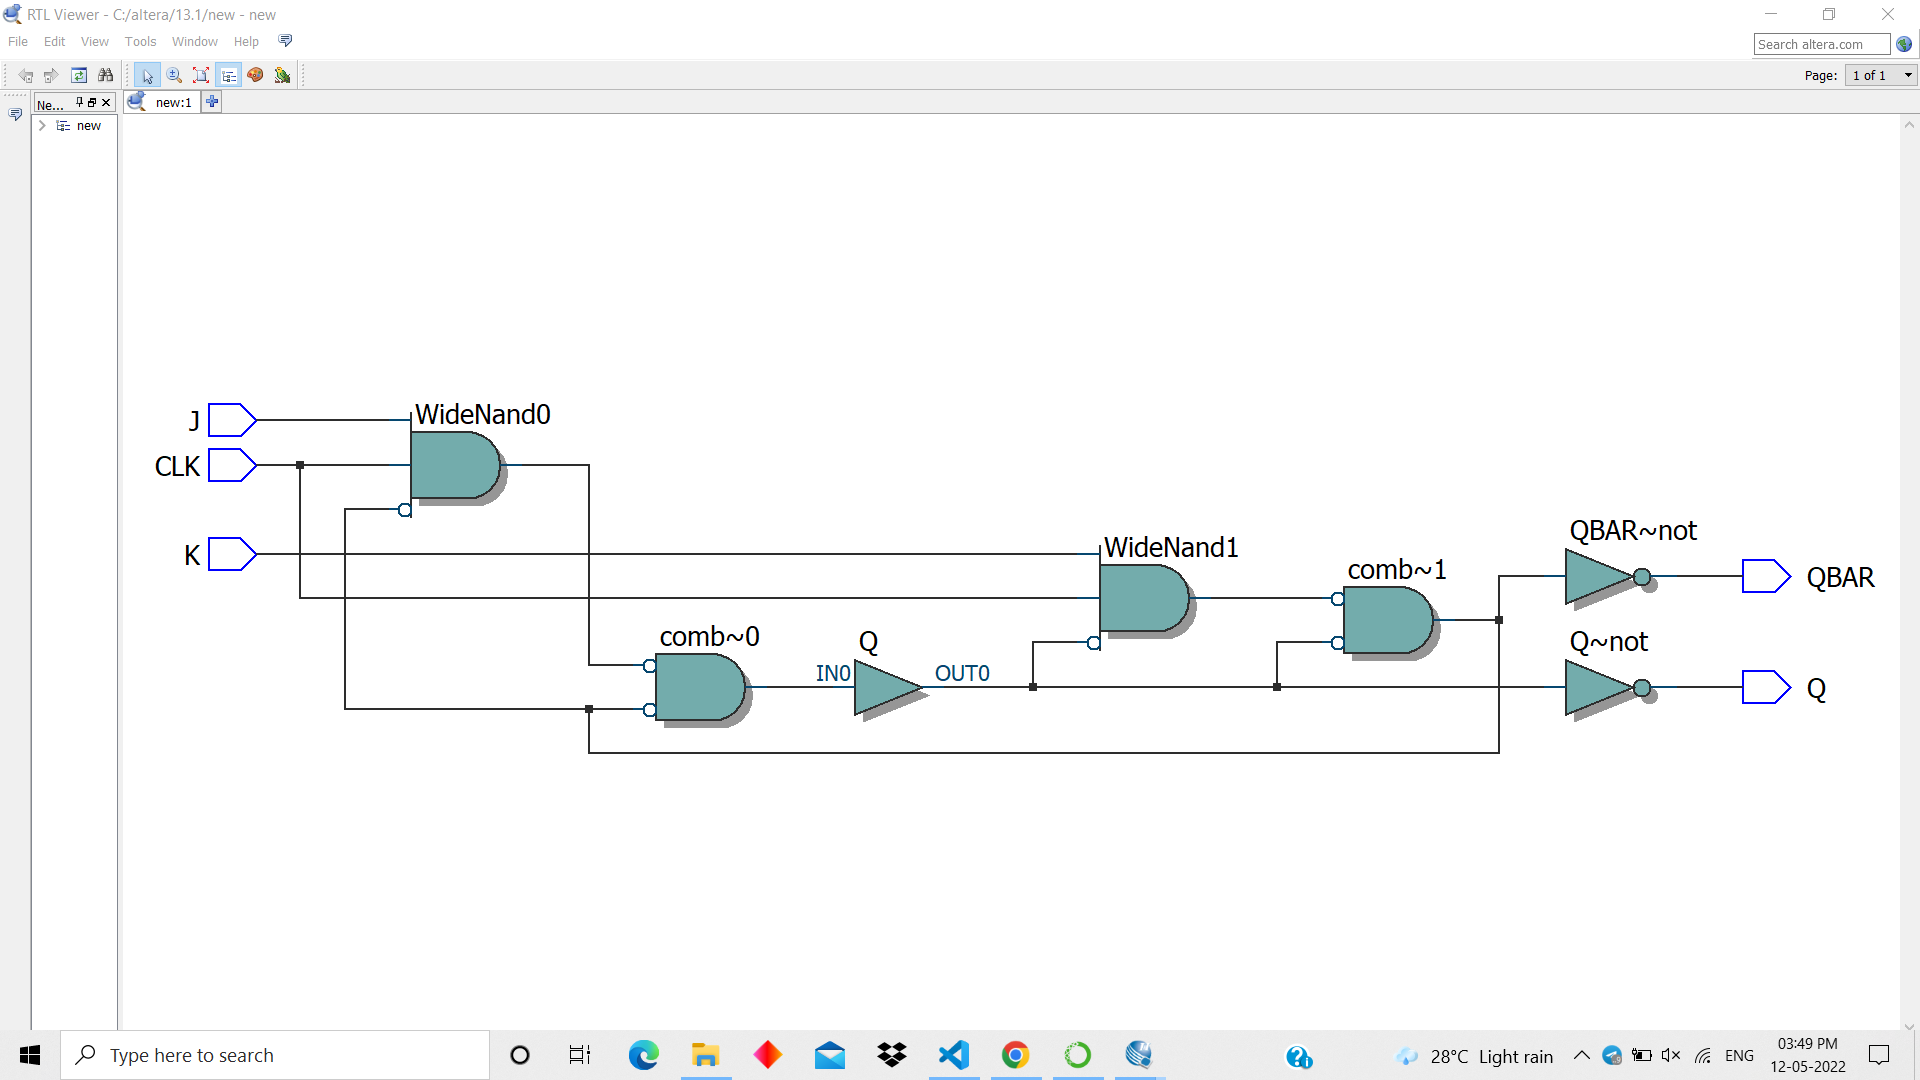 RTL Viewer - C:/altera/13.1/new - new
File Edit View Tools Window Help
Search altera.com
Page: 1 of 1
Ne...
new:1
new
J
WideNand0
CLK
K
WideNand1
QBAR~not
comb~1
QBAR
comb~0
Q
Q~not
IN0
OUT0
Q
Type here to search
28°C Light rain
ENG
03:49 PM
12-05-2022